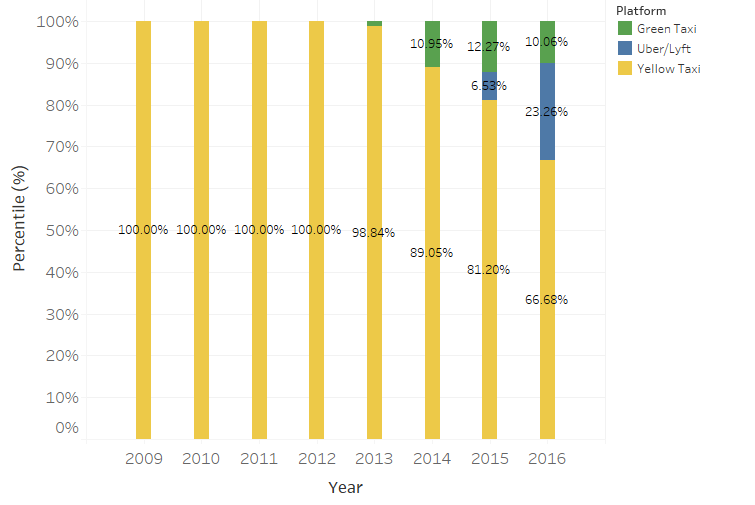 Platform
Green Taxi
Uber/Lyft
Yellow Taxi
100%
90%
80%
70%
60%
50%
40%
30%
20%
10%
0%
Percentile (%)
10.95% 12.27% 10.06%
6.53%
23.26%
100.00% 100.00% 100.00% 100.00% 98.84%
89.05%
81.20%
66.68%
2009 2010 2011 2012 2013 2014 2015 2016
Year